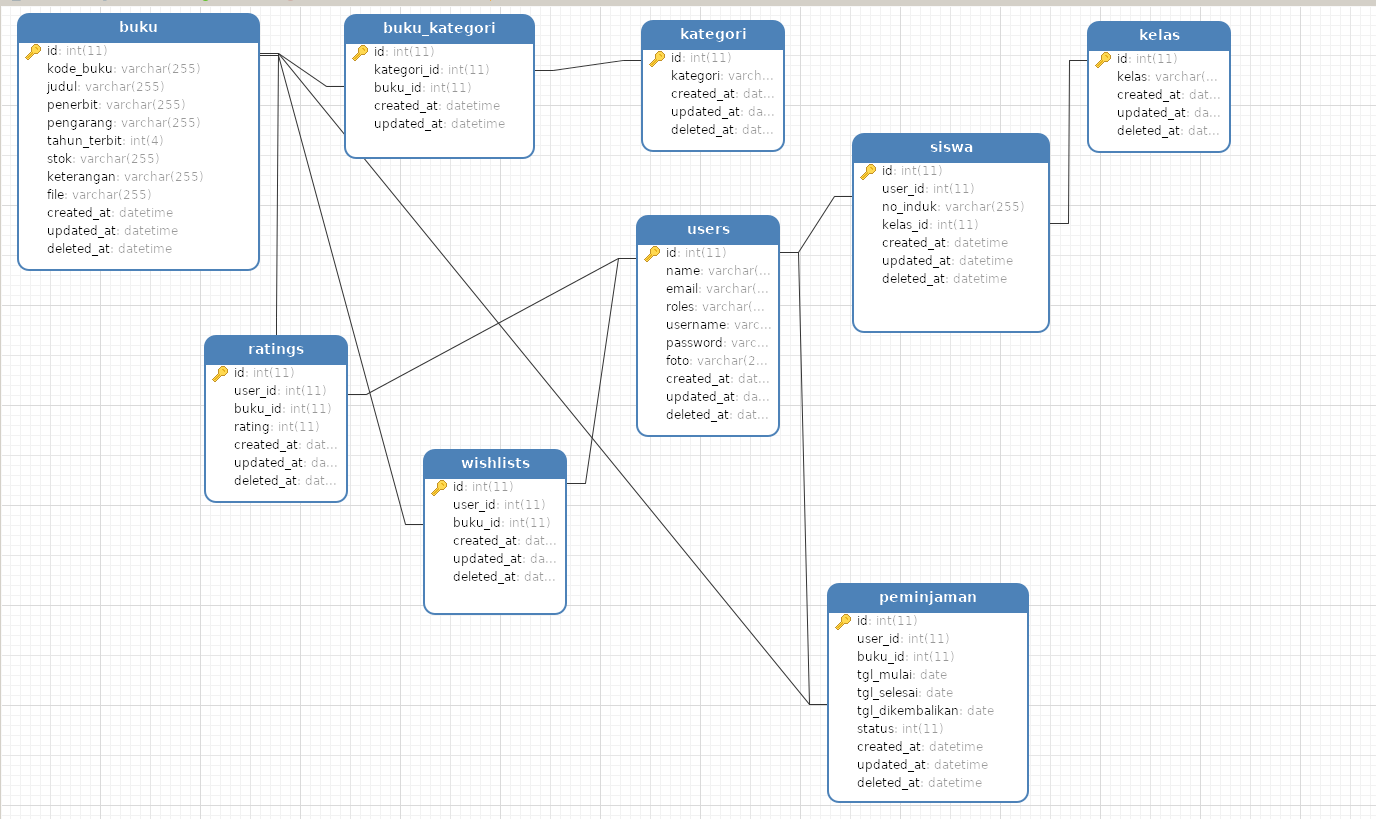 buku
id: int(11)
kode_buku: varchar(255)
judul: varchar(255)
penerbit: varchar(255)
pengarang: varchar(255)
tahun_terbit: int(4)
stok: varchar(255)
keterangan: varchar(255)
file: varchar(255)
created_at: datetime
updated_at: datetime
deleted_at: datetime
buku_kategori
id: int(11)
kategori_id: int(11)
buku_id: int(11)
created_at: datetime
updated_at: datetime
kategori
id: int(11)
kategori: varch...
created_at: dat...
updated_at: da...
deleted_at: dat...
kelas
id: int(11)
kelas: varchar(...
created_at: dat...
updated_at: da...
deleted_at: dat...
siswa
id: int(11)
user_id: int(11)
no_induk: varchar(255)
kelas_id: int(11)
created_at: datetime
updated_at: datetime
deleted_at: datetime
users
id: int(11)
name: varchar(...
email: varchar(...
roles: varchar(...
username: varc...
password: varc...
foto: varchar(2...
created_at: dat...
updated_at: da...
deleted_at: dat...
ratings
id: int(11)
user_id: int(11)
buku_id: int(11)
rating: int(11)
created_at: dat...
updated_at: da...
deleted_at: dat...
wishlists
id: int(11)
user_id: int(11)
buku_id: int(11)
created_at: dat...
updated_at: da...
deleted_at: dat...
peminjaman
id: int(11)
user_id: int(11)
buku_id: int(11)
tgl_mulai: date
tgl_selesai: date
tgl_dikembalikan: date
status: int(11)
created_at: datetime
updated_at: datetime
deleted_at: datetime